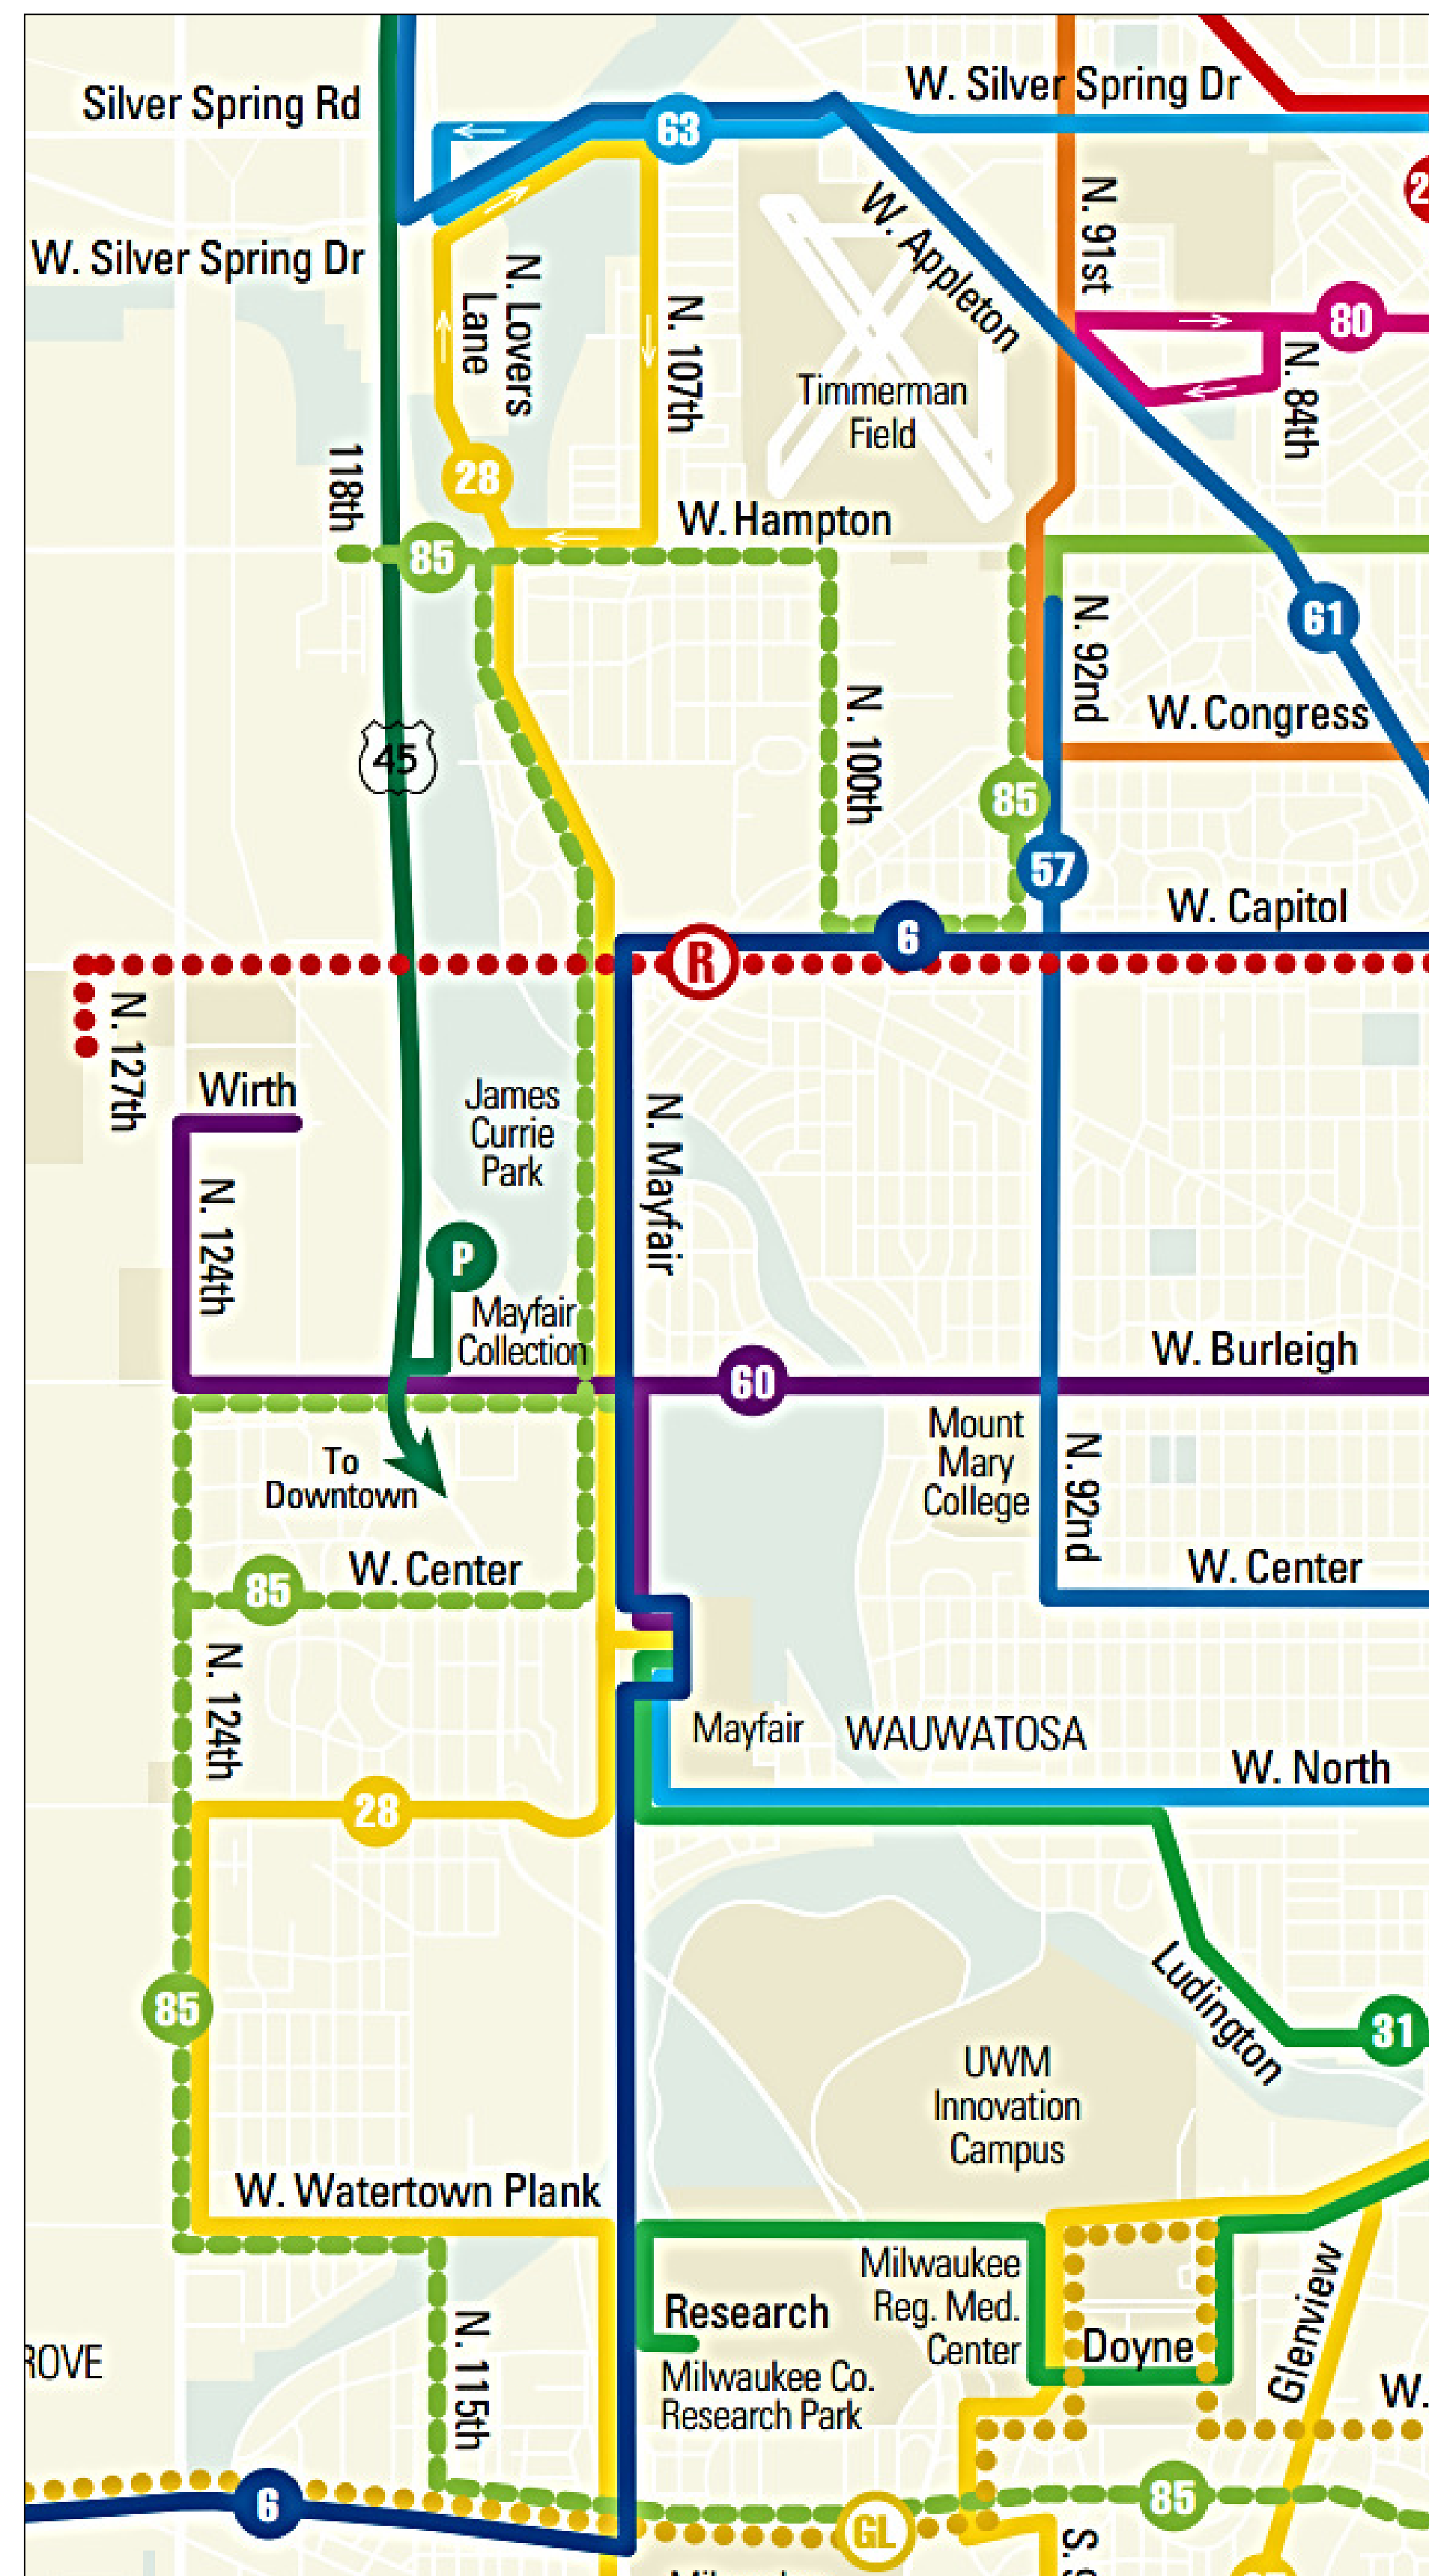 Silver Spring Rd
W. Silver Spring Dr
63
W. Silver Spring Dr
W. Appleton
N. 91st
N. Lovers
Lane
N. 107th
80
N. 84th
Timmerman
Field
118th
28
W. Hampton
85
61
N. 92nd
45
N. 100th
W. Congress
85
57
W. Capitol
6
R
N. 127th
Wirth
James
Currie
Park
N. Mayfair
N. 124th
P
Mayfair
Collection
60
W. Burleigh
Mount
Mary
College
N. 92nd
To
Downtown
W. Center
85
W. Center
N. 124th
Mayfair
WAUWATOSA
W. North
28
85
Ludington
31
UWM
Innovation
Campus
W. Watertown Plank
Milwaukee
Reg. Med.
Center
Research
Doyne
Glenview
Milwaukee Co.
Research Park
N. 115th
ROVE
W.
6
85
GL
S.